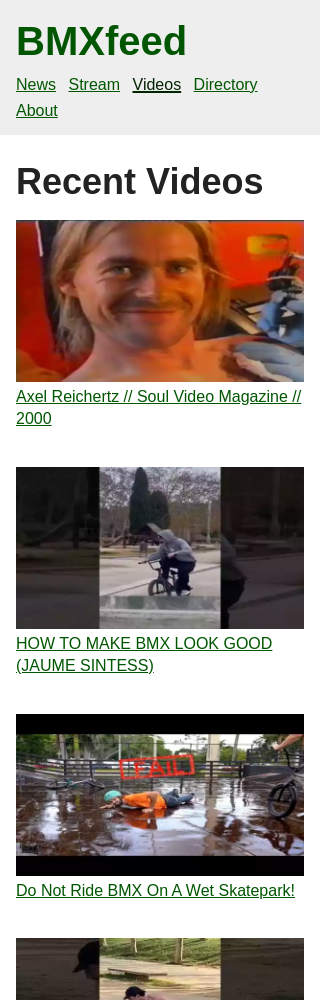 BMXfeed
News Stream Videos Directory
About
Recent Videos
Axel Reichertz // Soul Video Magazine //
2000
HOW TO MAKE BMX LOOK GOOD
(JAUME SINTESS)
FAIL
Do Not Ride BMX On A Wet Skatepark!